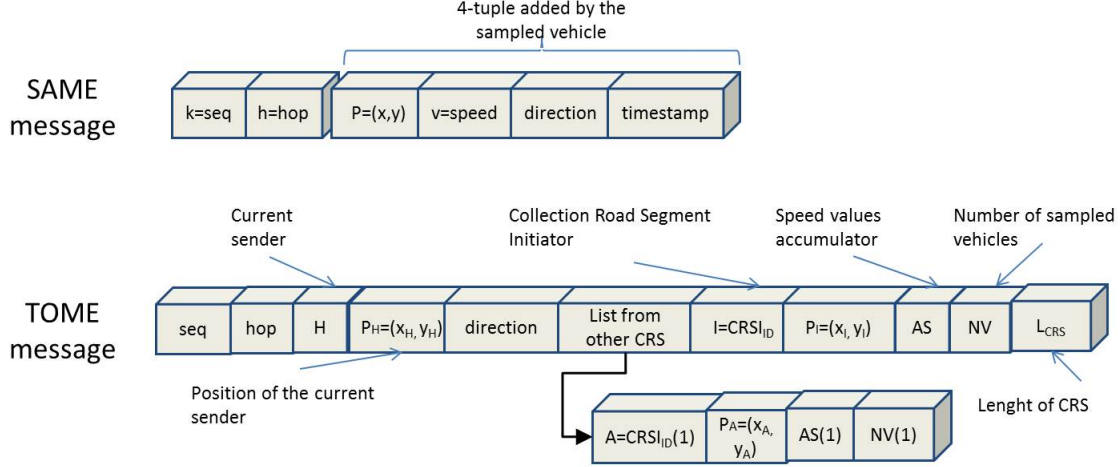 4-tuple added by the
sampled vehicle
SAME
message
k=seq
h=hop
P=(x,y)
v=speed
direction
timestamp
Current
sender
Collection Road Segment
Initiator
Speed values
accumulator
Number of sampled
vehicles
TOME
message
seq
hop
H
PH=(xH, yH)
direction
List from
other CRS
I=CRSIID
PI=(xI, yI)
AS
NV
LCRS
Position of the current
sender
Lenght of CRS
A=CRSIID(1)
PA=(xA,
yA)
AS(1)
NV(1)